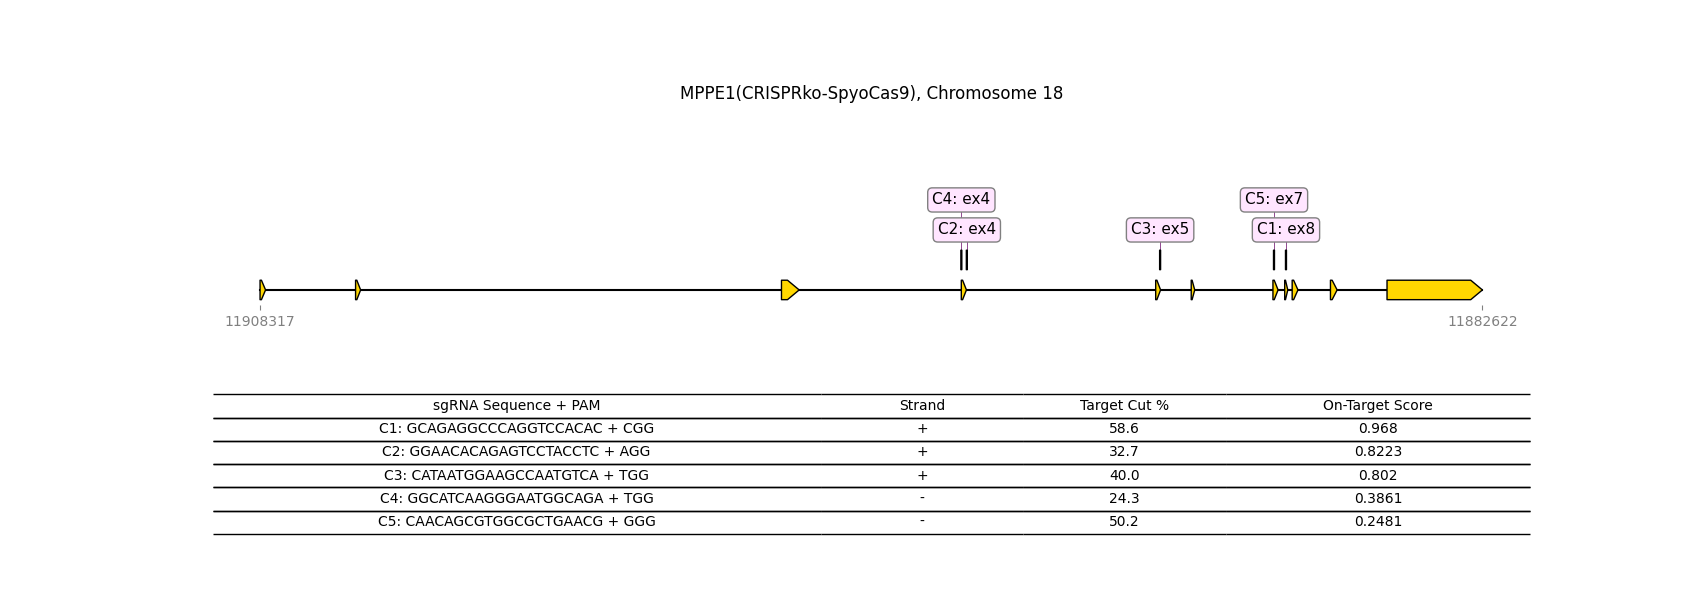 MPPE1(CRISPRko-SpyoCas9), Chromosome 18
C4: ex4
C5: ex7
C2: ex4
C3: ex5
C1: ex8
11908317
11882622
sgRNA Sequence + PAM Strand Target Cut % On-Target Score
C1: GCAGAGGCCCAGGTCCACAC + CGG + 58.6 0.968
C2: GGAACACAGAGTCCTACCTC + AGG + 32.7 0.8223
C3: CATAATGGAAGCCAATGTCA + TGG + 40.0 0.802
C4: GGCATCAAGGGAATGGCAGA + TGG - 24.3 0.3861
C5: CAACAGCGTGGCGCTGAACG + GGG - 50.2 0.2481